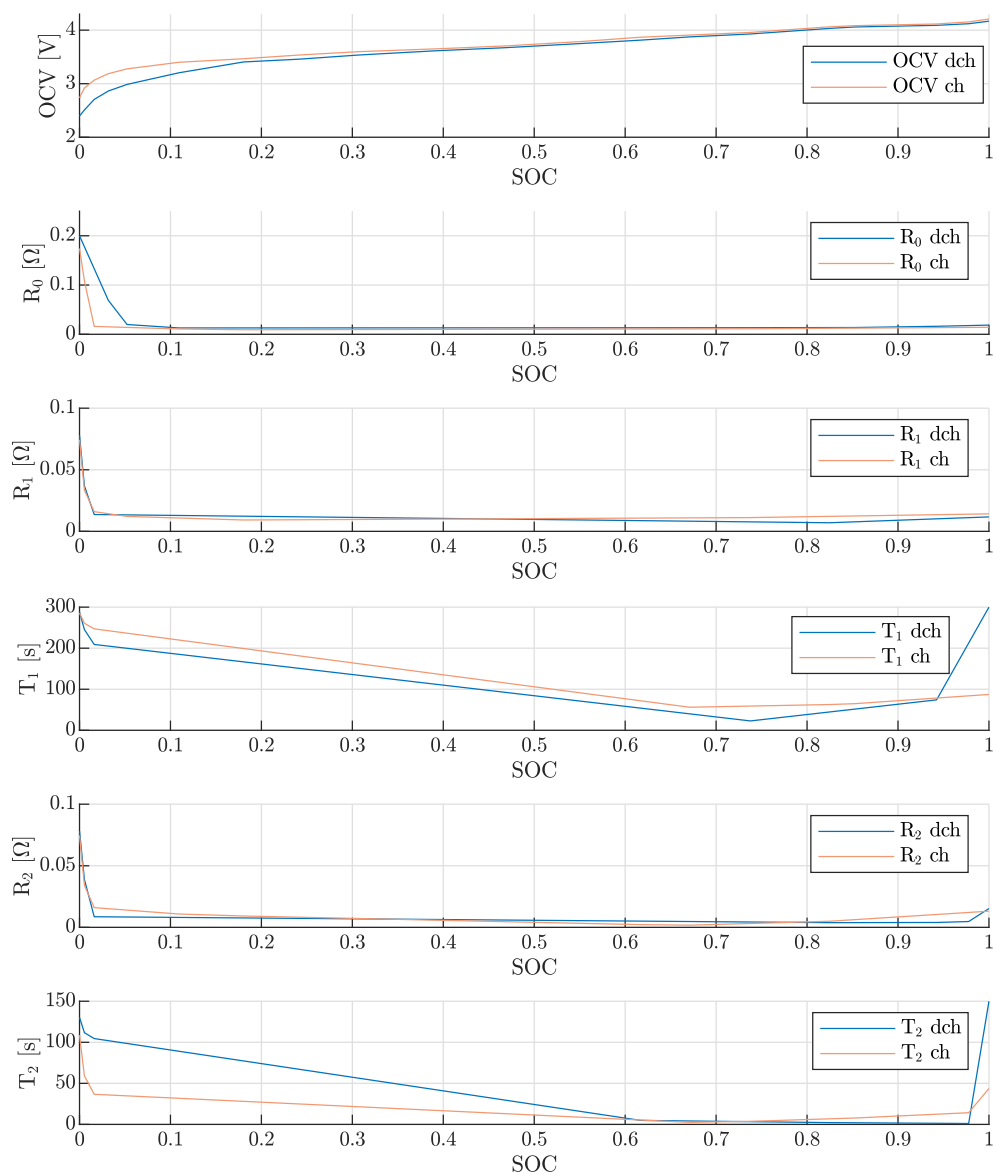 4
3
2
OCV [V]
OCV dch
OCV ch
0 0.1 0.2 0.3 0.4 0.5 0.6 0.7 0.8 0.9 1
SOC
0.2
0.1
0
R₀ [Ω]
R₀ dch
R₀ ch
0 0.1 0.2 0.3 0.4 0.5 0.6 0.7 0.8 0.9 1
SOC
0.1
0.05
0
R₁ [Ω]
R₁ dch
R₁ ch
0 0.1 0.2 0.3 0.4 0.5 0.6 0.7 0.8 0.9 1
SOC
300
200
100
0
T₁ [s]
T₁ dch
T₁ ch
0 0.1 0.2 0.3 0.4 0.5 0.6 0.7 0.8 0.9 1
SOC
0.1
0.05
0
R₂ [Ω]
R₂ dch
R₂ ch
0 0.1 0.2 0.3 0.4 0.5 0.6 0.7 0.8 0.9 1
SOC
150
100
50
0
T₂ [s]
T₂ dch
T₂ ch
0 0.1 0.2 0.3 0.4 0.5 0.6 0.7 0.8 0.9 1
SOC